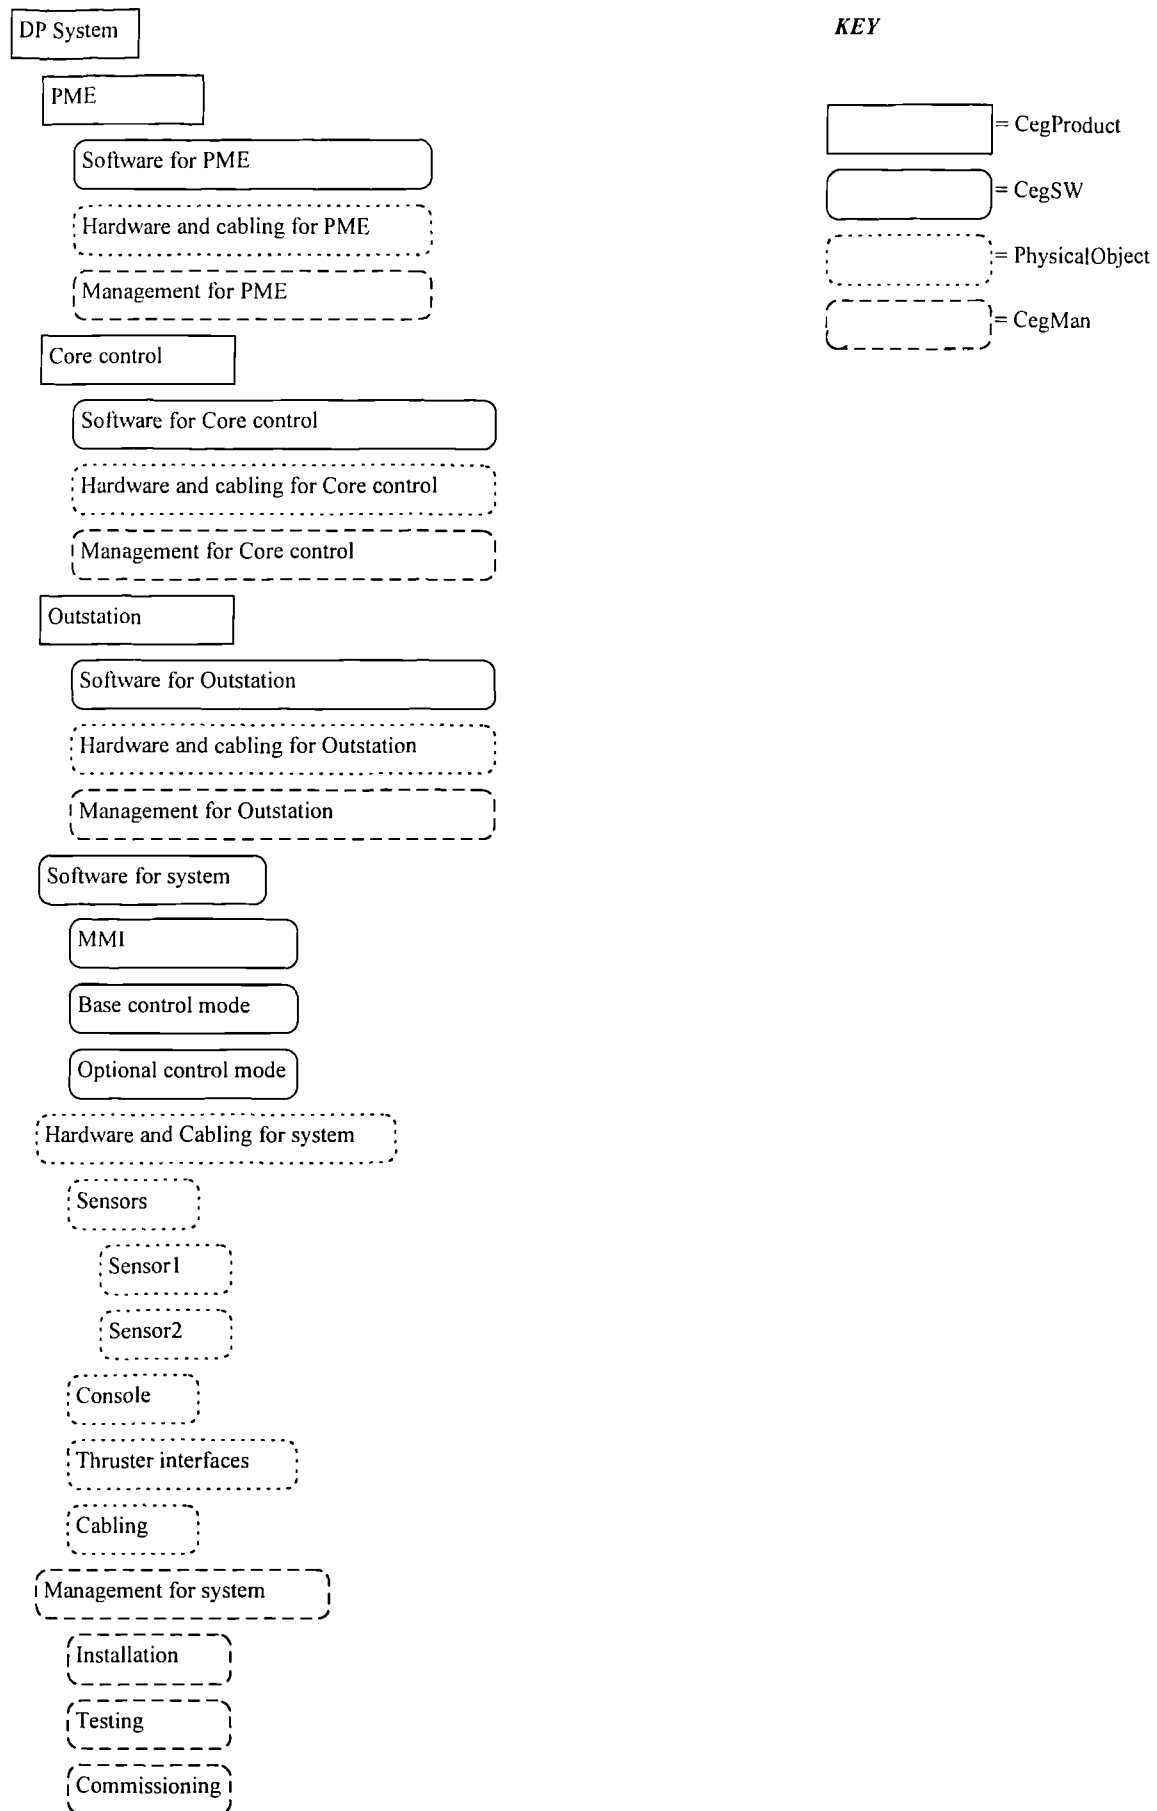 DP System
PME
Software for PME
Hardware and cabling for PME
Management for PME
Core control
Software for Core control
Hardware and cabling for Core control
Management for Core control
Outstation
Software for Outstation
Hardware and cabling for Outstation
Management for Outstation
Software for system
MMI
Base control mode
Optional control mode
Hardware and Cabling for system
Sensors
Sensor1
Sensor2
Console
Thruster interfaces
Cabling
Management for system
Installation
Testing
Commissioning
KEY
= CegProduct
= CegSW
= PhysicalObject
= CegMan